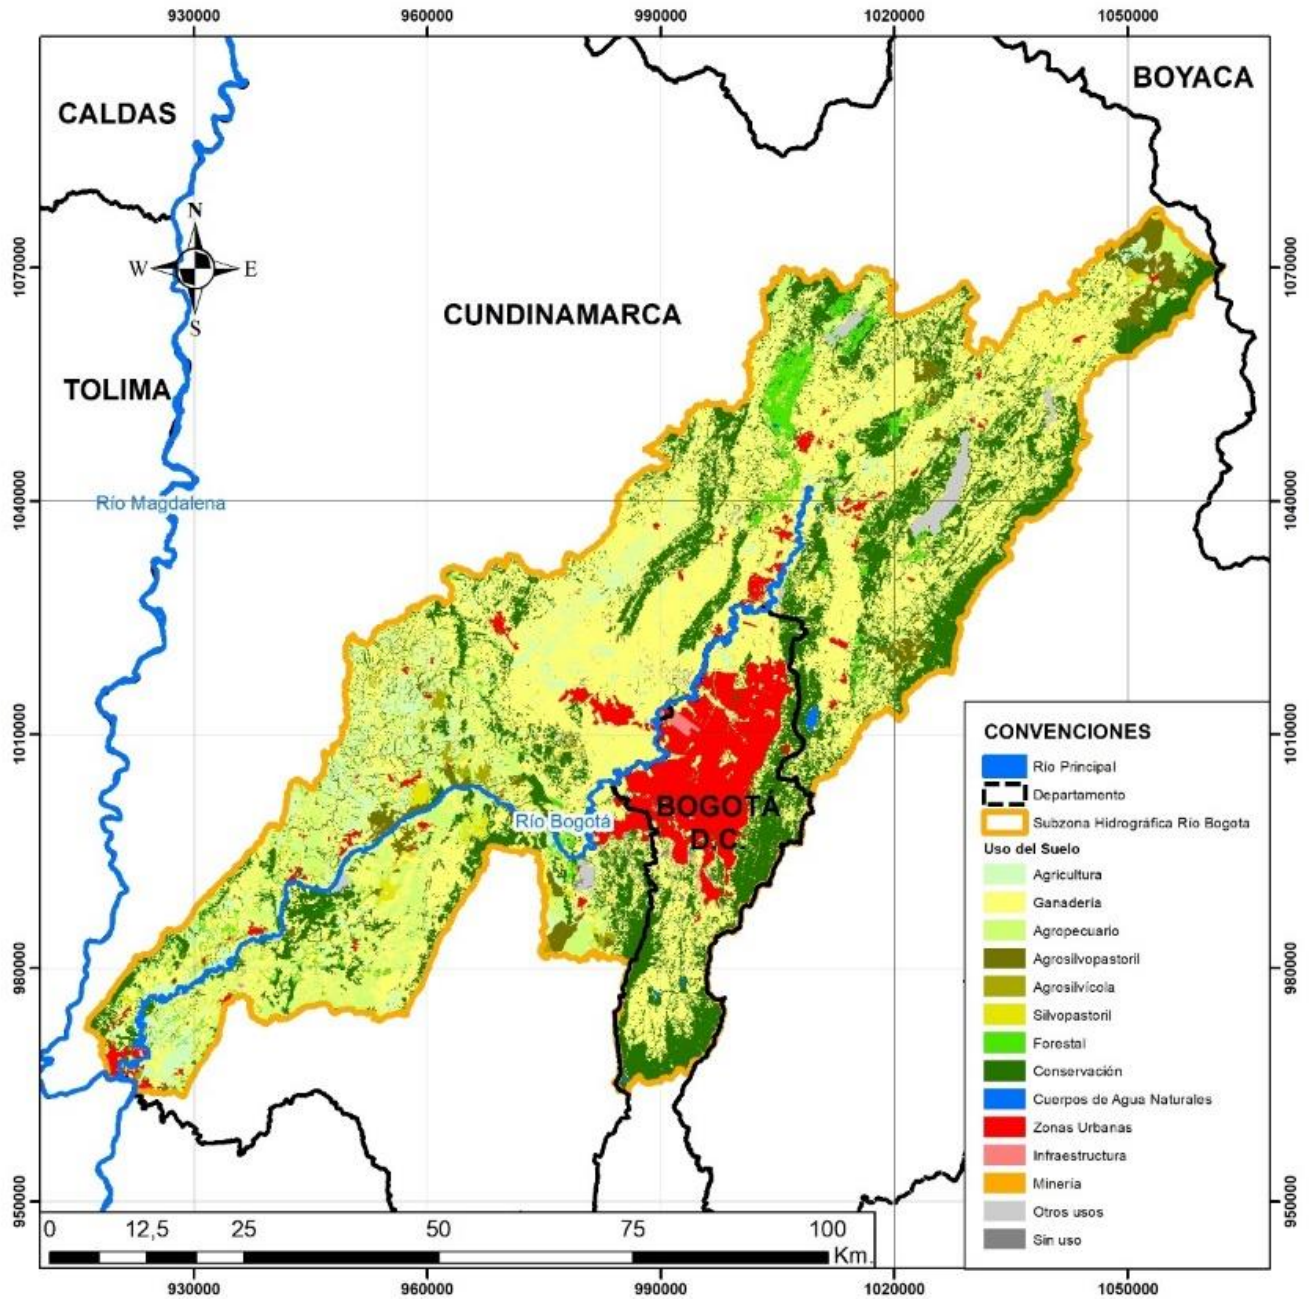 930000
960000
990000
1020000
1050000
BOYACA
CALDAS
N
W
E
S
1070000
1070000
CUNDINAMARCA
TOLIMA
Río Magdalena
1040000
1040000
1010000
1010000
BOGOTÁ
D.C.
Río Bogotá
980000
980000
950000
950000
CONVENCIONES
Río Principal
Departamento
Subzona Hidrográfica Río Bogota
Uso del Suelo
Agricultura
Ganadería
Agropecuario
Agrosilvopastoril
Agrosilvícola
Silvopastoril
Forestal
Conservación
Cuerpos de Agua Naturales
Zonas Urbanas
Infraestructura
Minería
Otros usos
Sin uso
0 12,5 25 50 75 100
Km.
930000
960000
990000
1020000
1050000